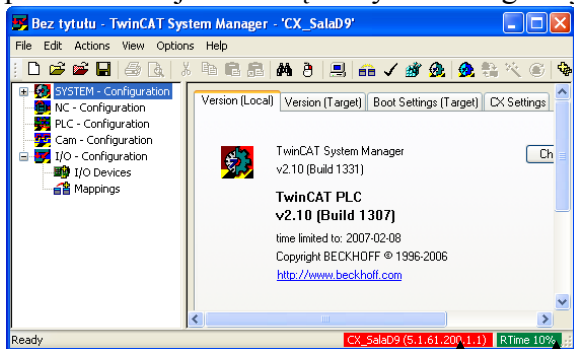 Bez tytułu - TwinCAT System Manager - 'CX_SalaD9'
File Edit Actions View Options Help
SYSTEM - Configuration
NC - Configuration
PLC - Configuration
Cam - Configuration
I/O - Configuration
I/O Devices
Mappings
Version (Local) Version (Target) Boot Settings (Target) CX Settings
TwinCAT System Manager
v2.10 (Build 1331)
Ch
TwinCAT PLC
v2.10 (Build 1307)
time limited to: 2007-02-08
Copyright BECKHOFF © 1996-2006
http://www.beckhoff.com
Ready CX_SalaD9 (5.1.61.200.1.1) RTime 10%